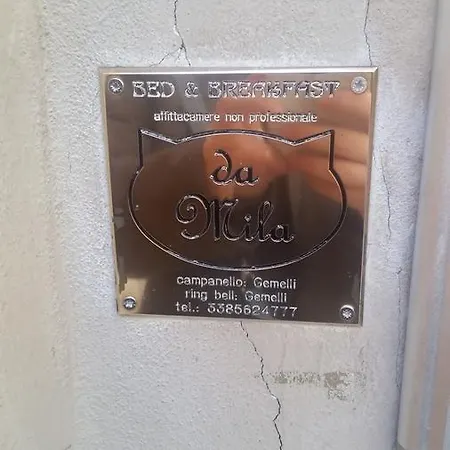 BED & BREAKFAST
affittacamere non professionale
da
Mila
campanello: Gemelli
ring bell: Gemelli
tel.: 3385624777